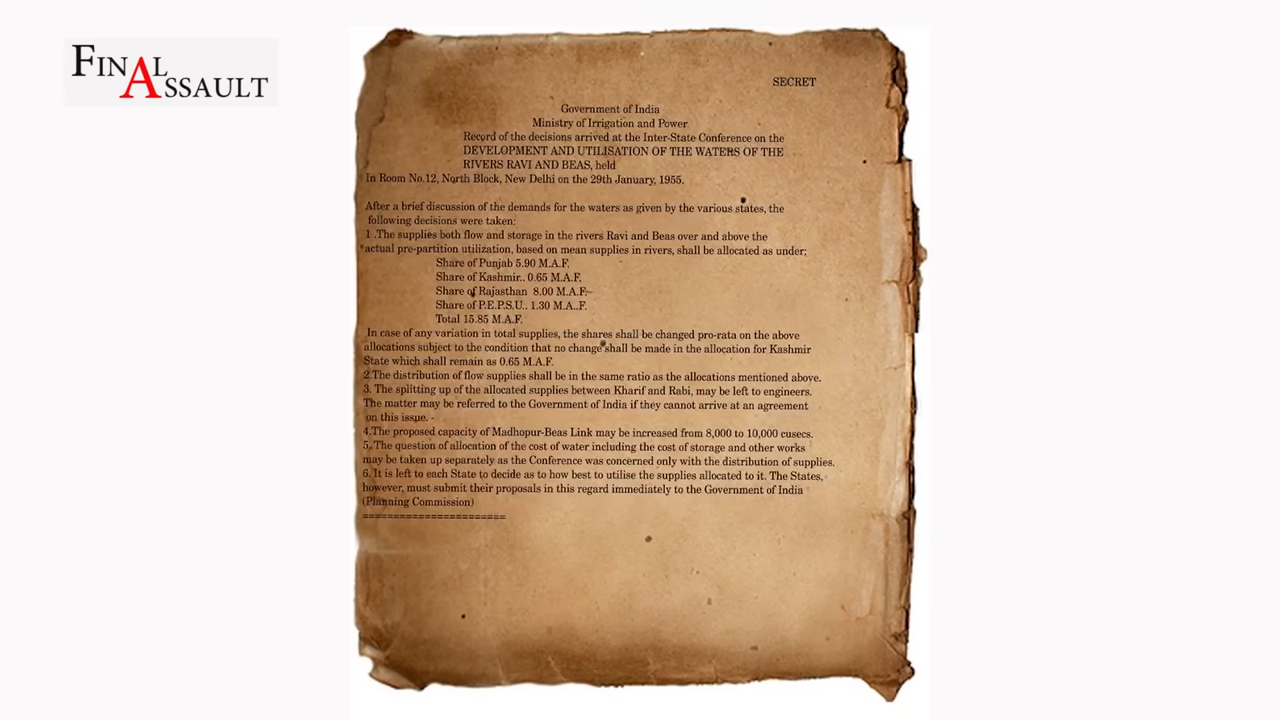 FINAL
ASSAULT
SECRET
Government of India
Ministry of Irrigation and Power
Record of the decisions arrived at the Inter-State Conference on the
DEVELOPMENT AND UTILISATION OF THE WATERS OF THE
RIVERS RAVI AND BEAS, held
In Room No.12, North Block, New Delhi on the 29th January, 1955.
After a brief discussion of the demands for the waters as given by the various states, the
following decisions were taken:
1 .The supplies both flow and storage in the rivers Ravi and Beas over and above the
actual pre-partition utilization, based on mean supplies in rivers, shall be allocated as under;
Share of Punjab 5.90 M.A.F.
Share of Kashmir.. 0.65 M.A.F.
Share of Rajasthan 8.00 M.A.F.
Share of P.E.P.S.U.. 1.30 M.A..F.
Total 15.85 M.A.F.
In case of any variation in total supplies, the shares shall be changed pro-rata on the above
allocations subject to the condition that no change shall be made in the allocation for Kashmir
State which shall remain as 0.65 M.A.F.
2.The distribution of flow supplies shall be in the same ratio as the allocations mentioned above.
3. The splitting up of the allocated supplies between Kharif and Rabi, may be left to engineers.
The matter may be referred to the Government of India if they cannot arrive at an agreement
on this issue. -
4.The proposed capacity of Madhopur-Beas Link may be increased from 8,000 to 10,000 cusecs.
5.The question of allocation of the cost of water including the cost of storage and other works
may be taken up separately as the Conference was concerned only with the distribution of supplies.
6. It is left to each State to decide as to how best to utilise the supplies allocated to it. The States,
however, must submit their proposals in this regard immediately to the Government of India
(Planning Commission)
=======================